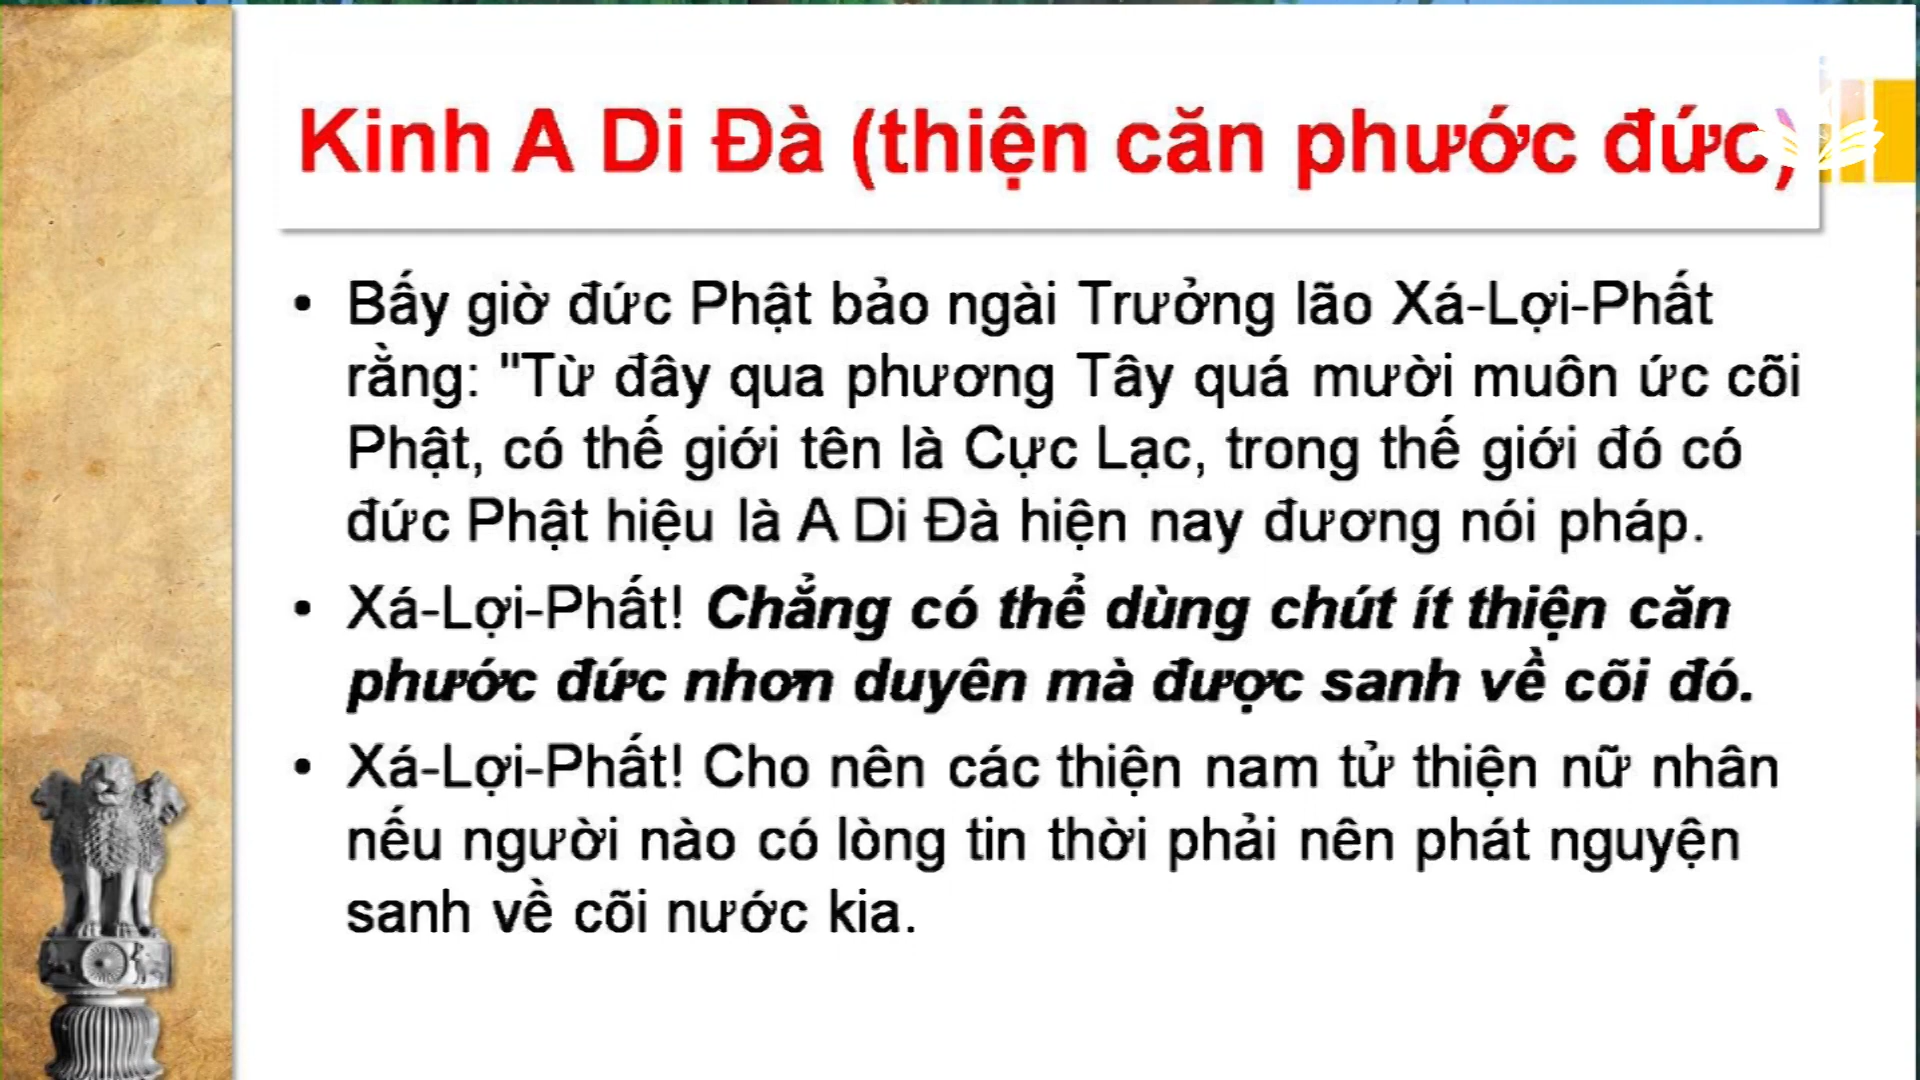 Kinh A Di Đà (thiện căn phước đức)
• Bấy giờ đức Phật bảo ngài Trưởng lão Xá-Lợi-Phất
rằng: "Từ đây qua phương Tây quá mười muôn ức cõi
Phật, có thế giới tên là Cực Lạc, trong thế giới đó có
đức Phật hiệu là A Di Đà hiện nay đương nói pháp.
• Xá-Lợi-Phất! Chẳng có thể dùng chút ít thiện căn
phước đức nhơn duyên mà được sanh về cõi đó.
• Xá-Lợi-Phất! Cho nên các thiện nam tử thiện nữ nhân
nếu người nào có lòng tin thời phải nên phát nguyện
sanh về cõi nước kia.